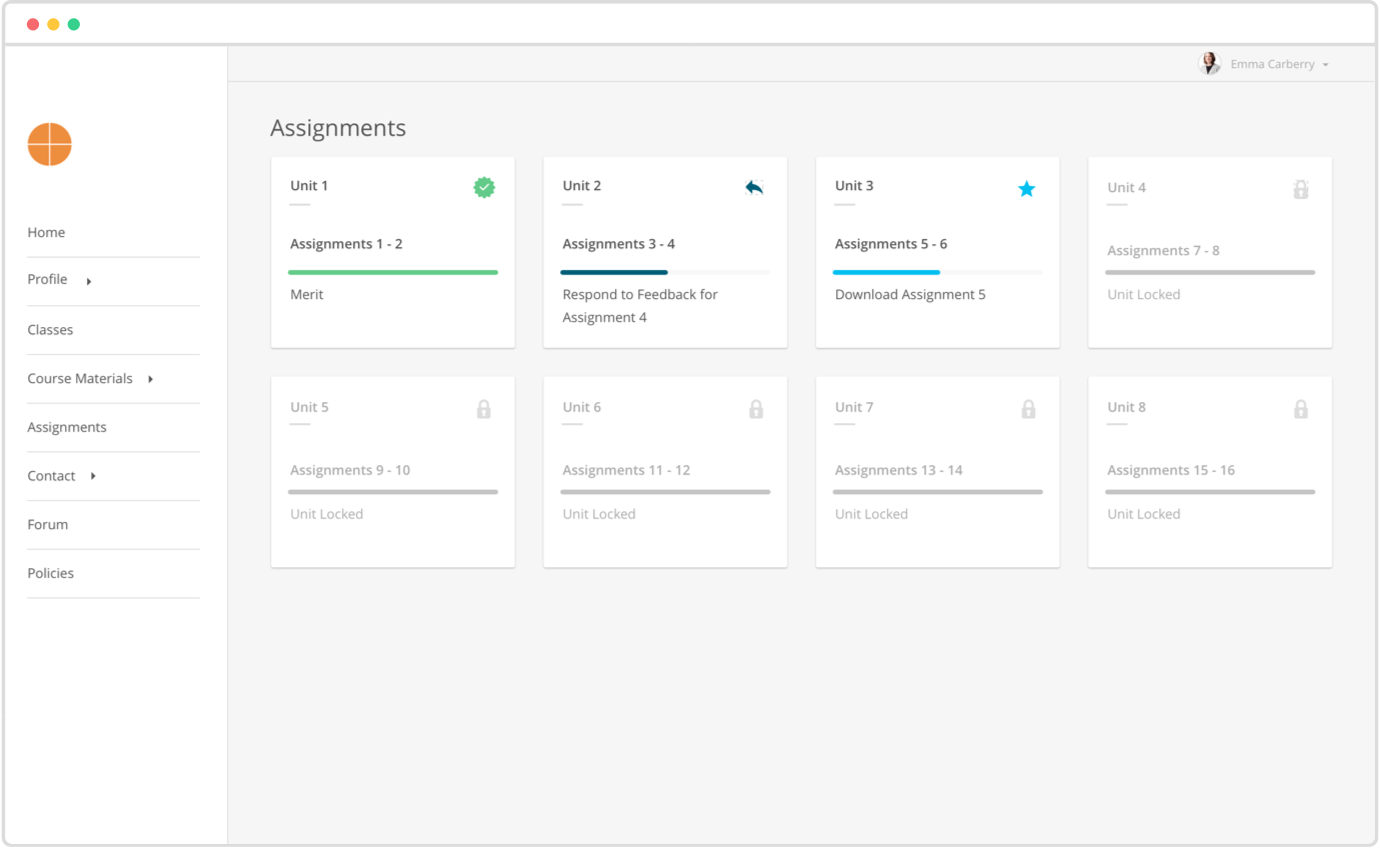 Emma Carberry
Home
Profile
Classes
Course Materials
Assignments
Contact
Forum
Policies
Assignments
Unit 1
Assignments 1 - 2
Merit
Unit 2
Assignments 3 - 4
Respond to Feedback for
Assignment 4
Unit 3
Assignments 5 - 6
Download Assignment 5
Unit 4
Assignments 7 - 8
Unit Locked
Unit 5
Assignments 9 - 10
Unit Locked
Unit 6
Assignments 11 - 12
Unit Locked
Unit 7
Assignments 13 - 14
Unit Locked
Unit 8
Assignments 15 - 16
Unit Locked